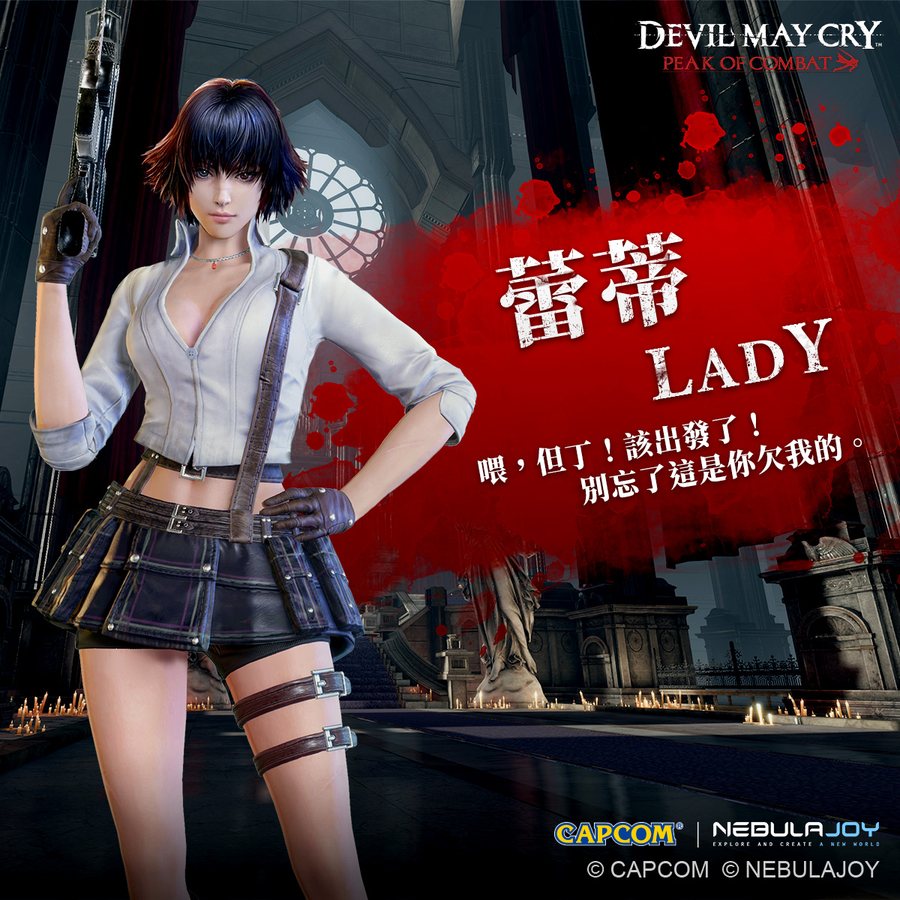 DEVIL MAY CRY™
PEAK OF COMBAT
蕾蒂
LADY
喂，但丁！該出發了！
別忘了這是你欠我的。
CAPCOM® | NEBULAJOY
EXPLORE AND CREATE A NEW WORLD
© CAPCOM © NEBULAJOY